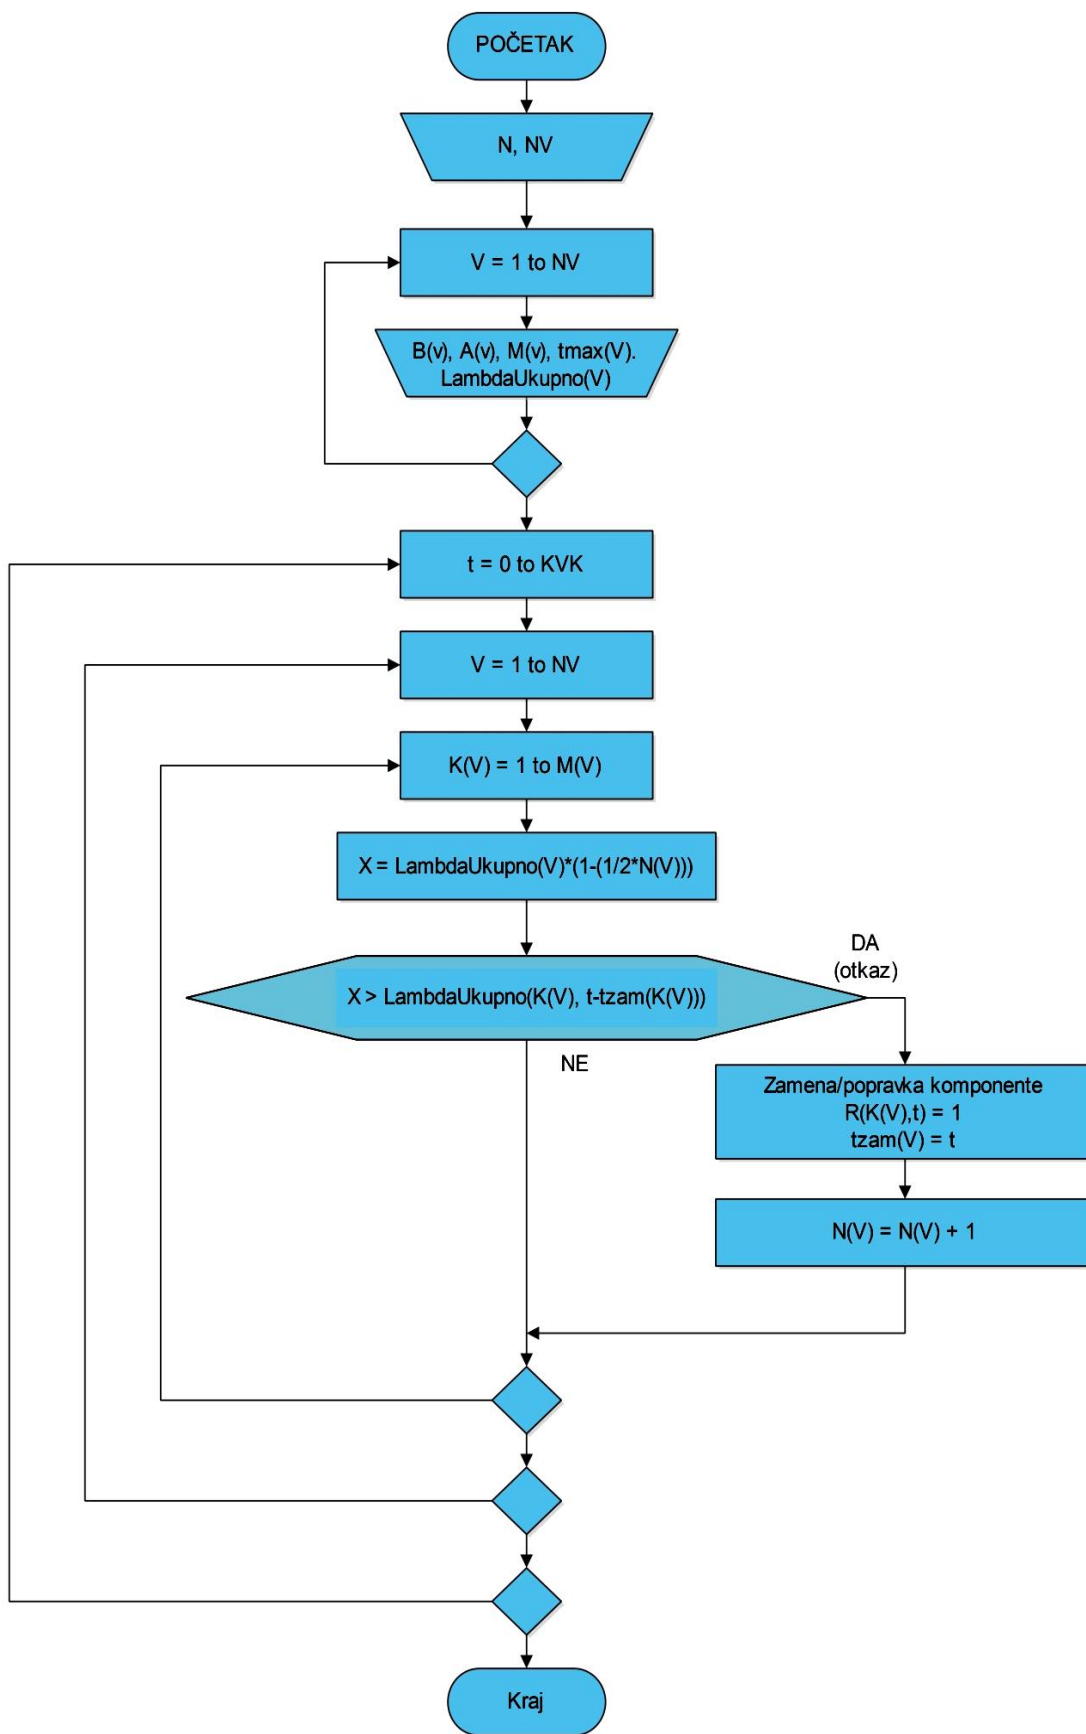 POČETAK
N, NV
V = 1 to NV
B(v), A(v), M(v), tmax(V).
LambdaUkupno(V)
t = 0 to KVK
V = 1 to NV
K(V) = 1 to M(V)
X = LambdaUkupno(V)*(1-(1/2*N(V)))
X > LambdaUkupno(K(V), t-tzam(K(V)))
DA
(otkaz)
NE
Zamena/popravka komponente
R(K(V),t) = 1
tzam(V) = t
N(V) = N(V) + 1
Kraj